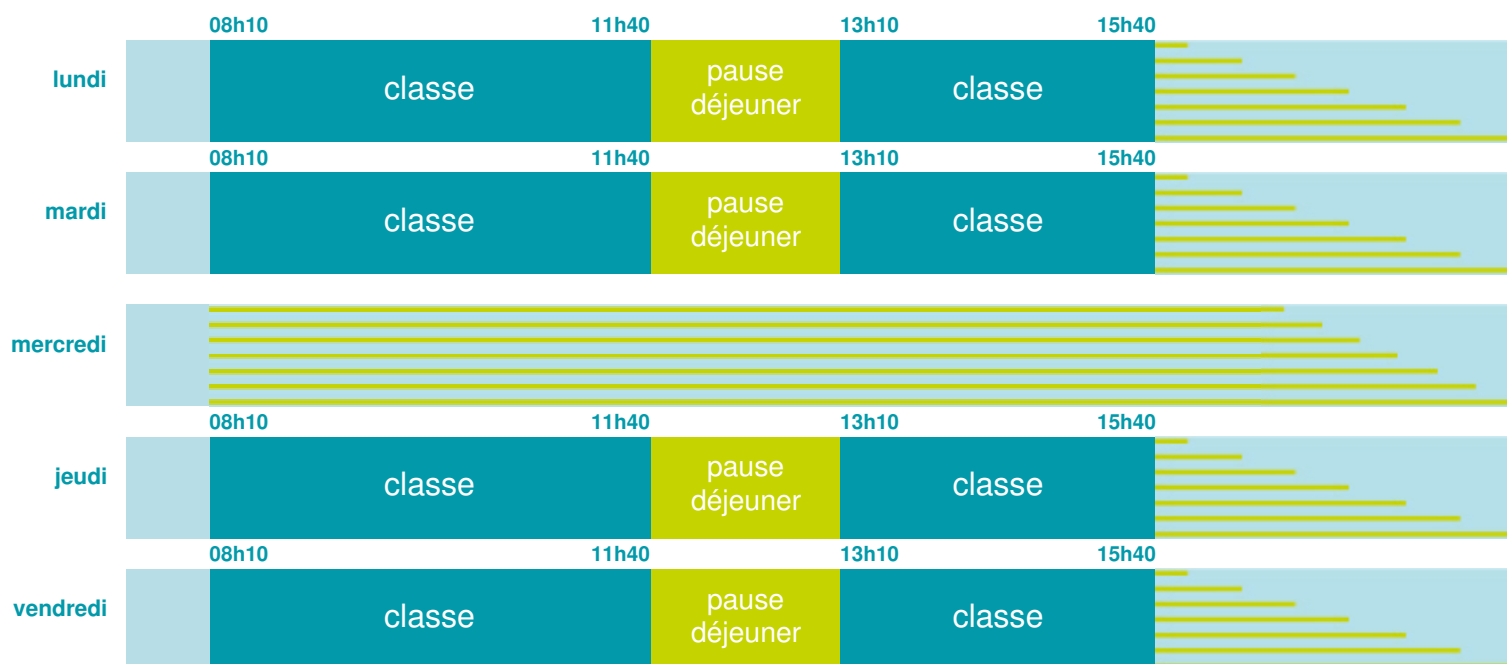 08h10 11h40 13h10 15h40
lundi classe pause déjeuner classe
08h10 11h40 13h10 15h40
mardi classe pause déjeuner classe
mercredi
08h10 11h40 13h10 15h40
jeudi classe pause déjeuner classe
08h10 11h40 13h10 15h40
vendredi classe pause déjeuner classe